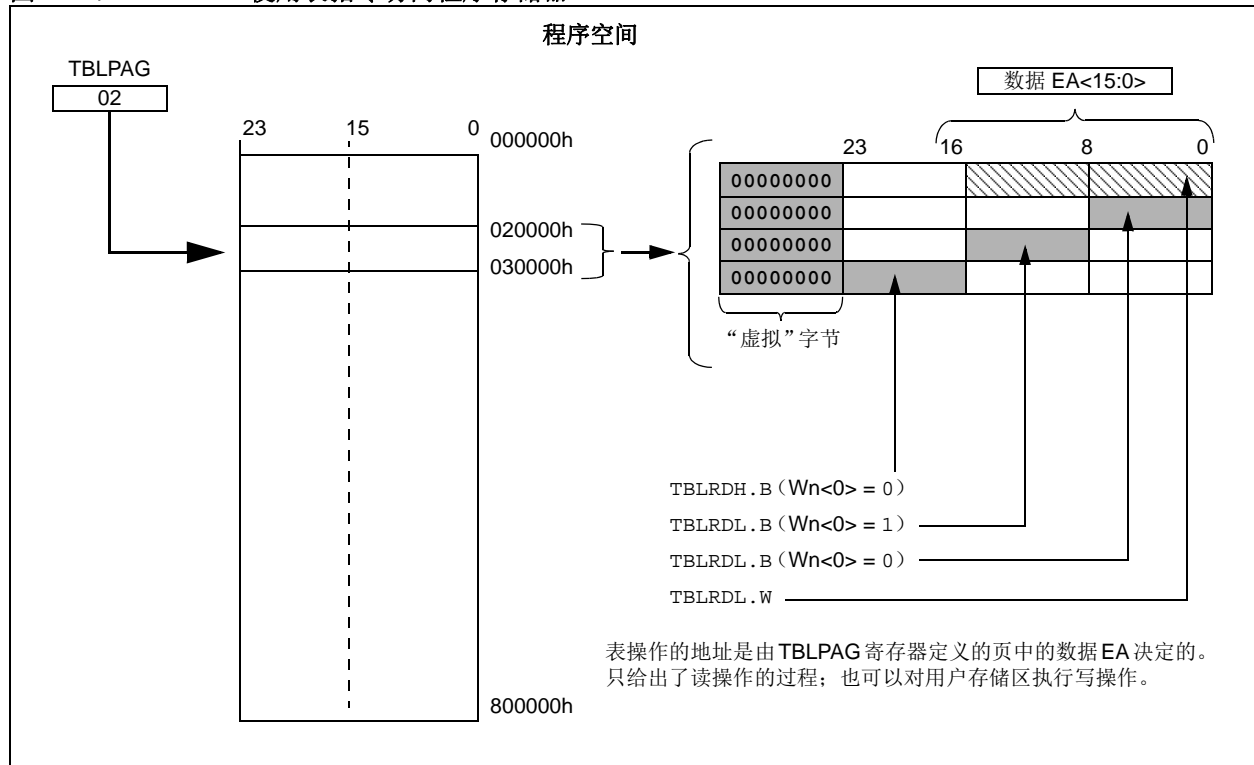 程序空间
TBLPAG
02
数据 EA<15:0>
23 15 0
000000h
020000h
030000h
800000h
23 16 8 0
00000000
00000000
00000000
00000000
“虚拟”字节
TBLRDH.B（Wn<0> = 0）
TBLRDL.B（Wn<0> = 1）
TBLRDL.B（Wn<0> = 0）
TBLRDL.W
表操作的地址是由TBLPAG寄存器定义的页中的数据EA决定的。
只给出了读操作的过程；也可以对用户存储区执行写操作。